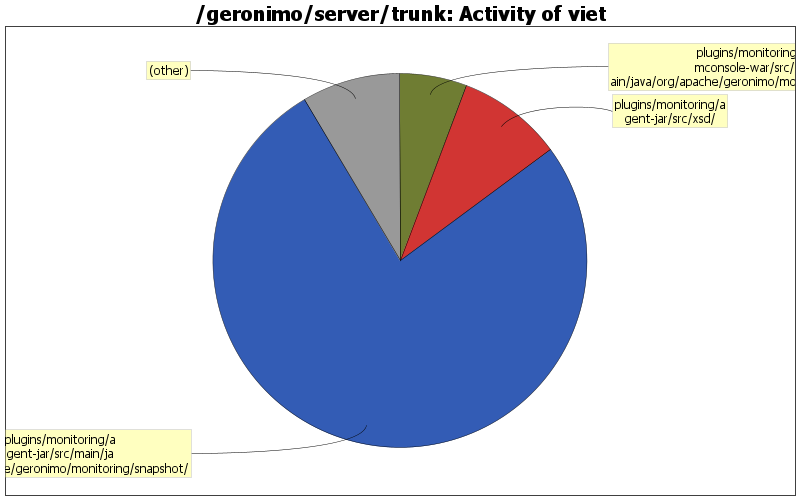 /geronimo/server/trunk: Activity of viet
(other)
plugins/monitoring
mconsole-war/src/
ain/java/org/apache/geronimo/mo
plugins/monitoring/a
gent-jar/src/xsd/
plugins/monitoring/a
gent-jar/src/main/ja
e/geronimo/monitoring/snapshot/